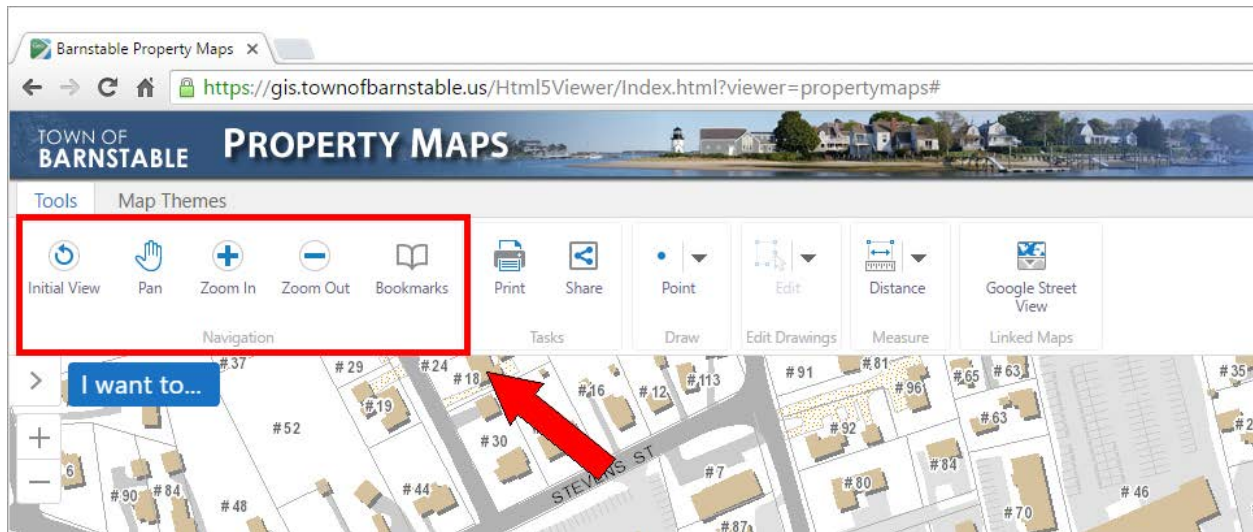 Barnstable Property Maps
https://gis.townofbarnstable.us/Html5Viewer/Index.html?viewer=propertymaps#
TOWN OF
BARNSTABLE
PROPERTY MAPS
Tools Map Themes
Initial View Pan Zoom In Zoom Out Bookmarks Print Share Point Edit Distance Google Street
View
Navigation Tasks Draw Edit Drawings Measure Linked Maps
I want to...
#37 #29 #24 #18 #16 #12 #113 #91 #81 #96 #65 #63 #35
#19 #52 #30 #92 #63
STEVENS ST
#90 #84 #48 #44 #7 #80 #84 #46
#87 #70